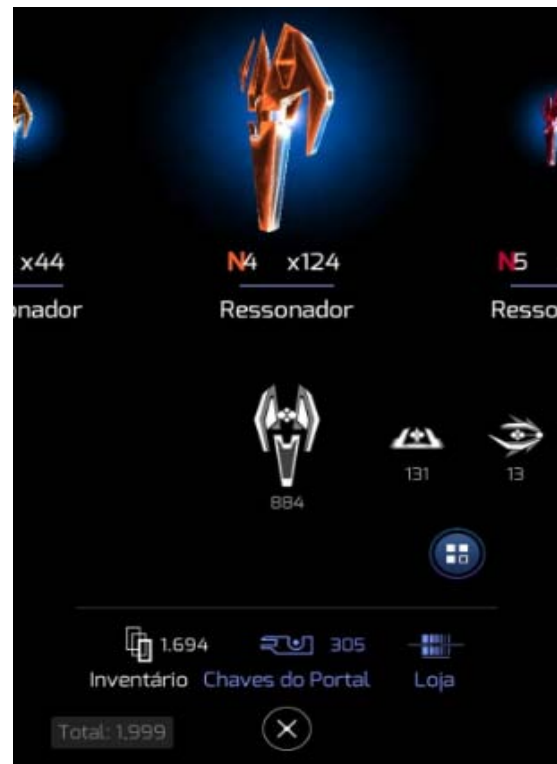 x44 N4 x124 N5
onador Ressonador Resso
884 131 13
1.694 305
Inventário Chaves do Portal Loja
Total: 1,999